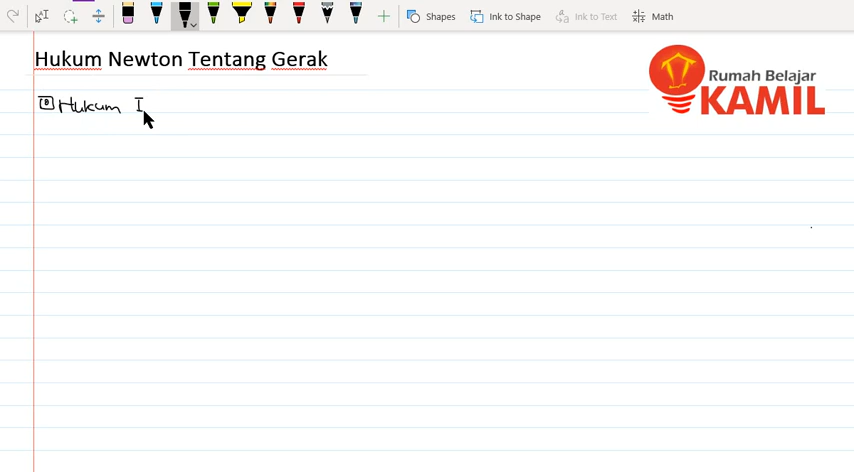 Shapes Ink to Shape Ink to Text Math
Hukum Newton Tentang Gerak
Rumah Belajar
KAMIL
Hukum I